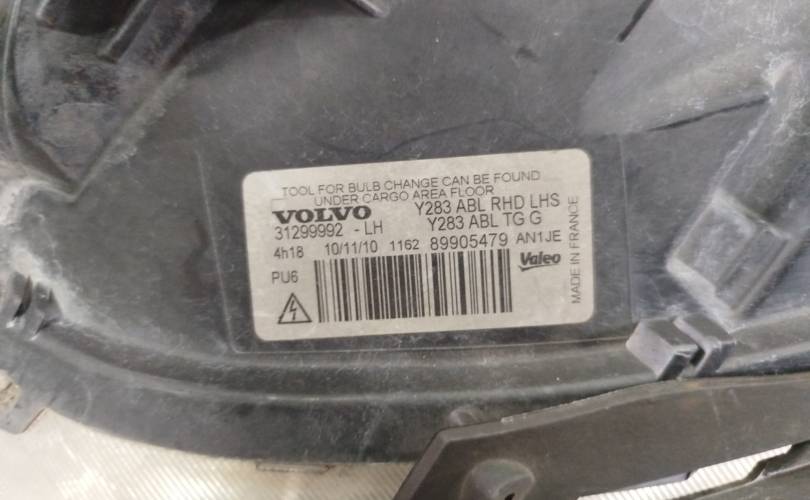 TOOL FOR BULB CHANGE CAN BE FOUND
UNDER CARGO AREA FLOOR
VOLVO Y283 ABL RHD LHS
31299992 -LH Y283 ABL TG G
4h18 10/11/10 1162 89905479 AN1JE
PU6 Valeo
MADE IN FRANCE